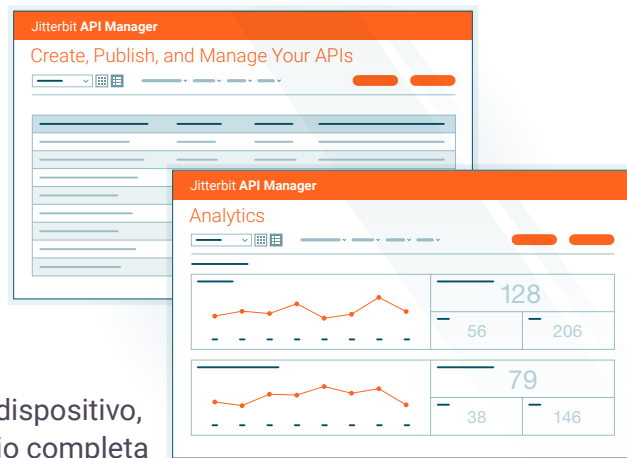 Jitterbit API Manager
Create, Publish, and Manage Your APIs
Jitterbit API Manager
Analytics
128
56
206
79
38
146
dispositivo,
io completa